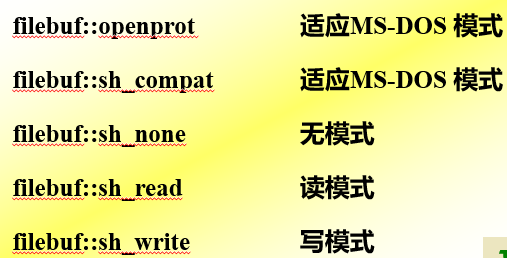 filebuf::openprot 适应MS-DOS 模式
filebuf::sh_compat 适应MS-DOS 模式
filebuf::sh_none 无模式
filebuf::sh_read 读模式
filebuf::sh_write 写模式